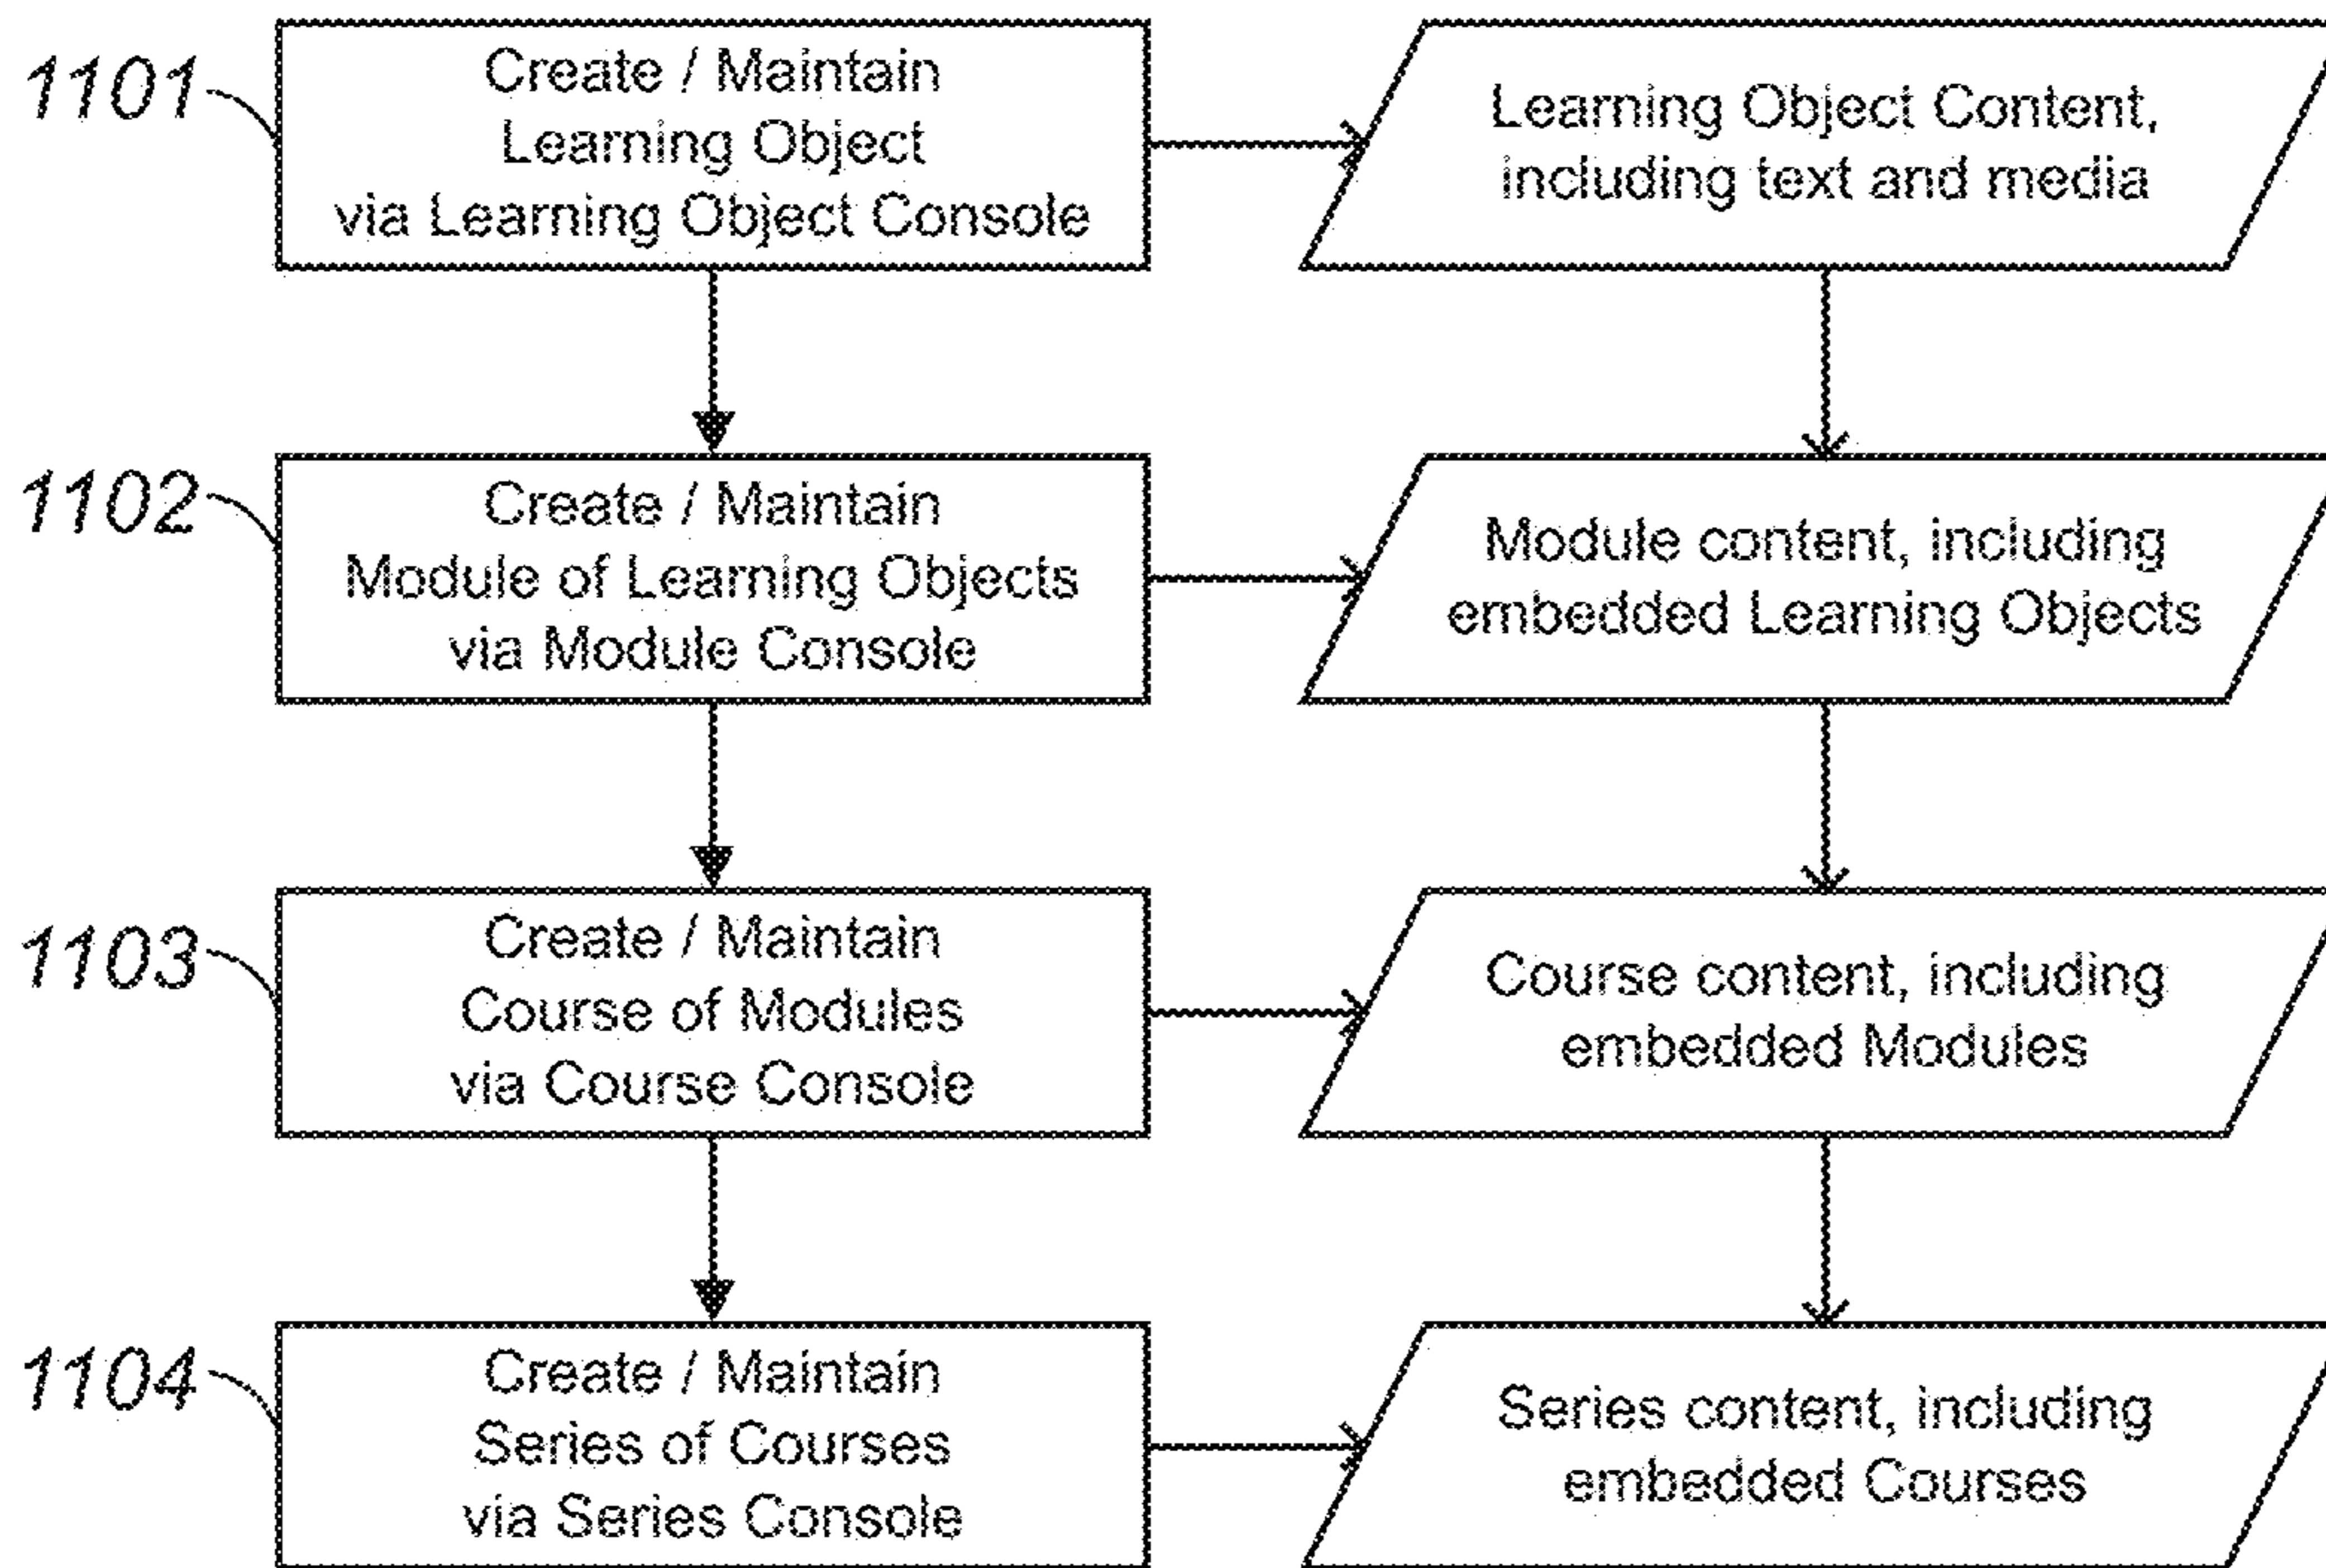 1101
Create / Maintain
Learning Object
via Learning Object Console
Learning Object Content,
including text and media
1102
Create / Maintain
Module of Learning Objects
via Module Console
Module content, including
embedded Learning Objects
1103
Create / Maintain
Course of Modules
via Course Console
Course content, including
embedded Modules
1104
Create / Maintain
Series of Courses
via Series Console
Series content, including
embedded Courses